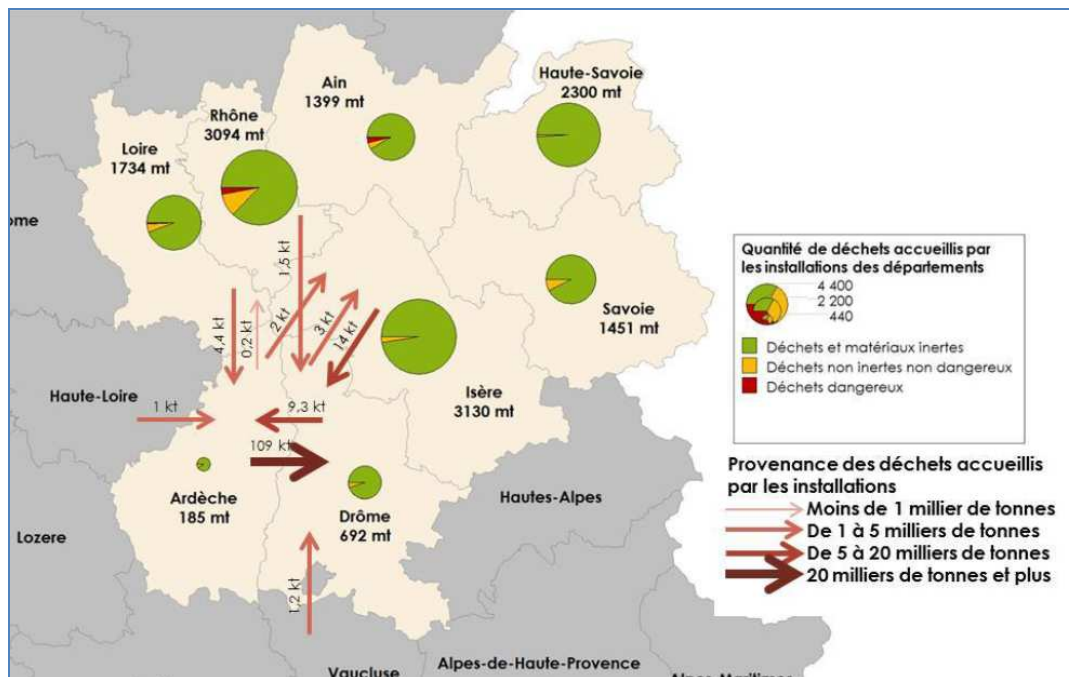 Haute-Savoie
2300 mt
Ain
1399 mt
Rhône
3094 mt
Loire
1734 mt
ome
1,5 kt
2 kt
3 kt
14 kt
4,4 kt
0,2 kt
Savoie
1451 mt
Isère
3130 mt
Haute-Loire
1 kt
9,3 kt
109 kt
Ardèche
185 mt
Drôme
692 mt
Hautes-Alpes
Lozere
1,2 kt
Vaucluse
Alpes-de-Haute-Provence
Alpes-Maritimes
Quantité de déchets accueillis par
les installations des départements
4 400
2 200
440
Déchets et matériaux inertes
Déchets non inertes non dangereux
Déchets dangereux
Provenance des déchets accueillis
par les installations
Moins de 1 millier de tonnes
De 1 à 5 milliers de tonnes
De 5 à 20 milliers de tonnes
20 milliers de tonnes et plus